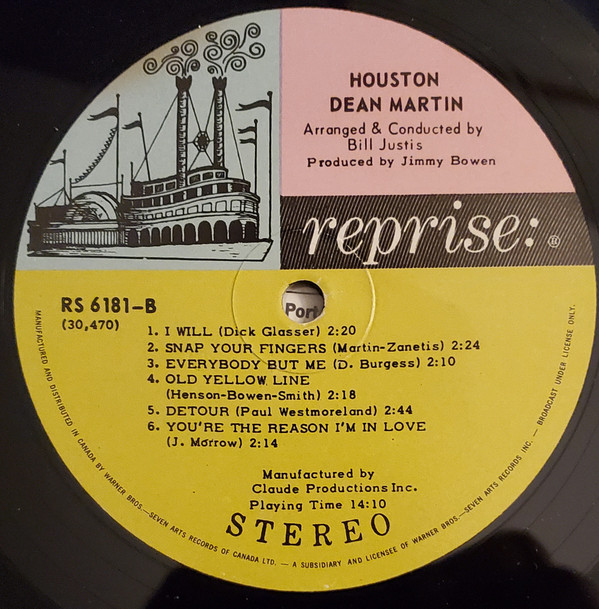 HOUSTON
DEAN MARTIN
Arranged & Conducted by
Bill Justis
Produced by Jimmy Bowen
reprise: ®
RS 6181-B
(30,470)
Port
1. I WILL (Dick Glasser) 2:20
2. SNAP YOUR FINGERS (Martin-Zanetis) 2:24
3. EVERYBODY BUT ME (D. Burgess) 2:10
4. OLD YELLOW LINE
(Henson-Bowen-Smith) 2:18
5. DETOUR (Paul Westmoreland) 2:44
6. YOU'RE THE REASON I'M IN LOVE
(J. Morrow) 2:14
Manufactured by
Claude Productions Inc.
Playing Time 14:10
STEREO
MANUFACTURED AND DISTRIBUTED IN CANADA BY WARNER BROS.—SEVEN ARTS RECORDS OF CANADA LTD. — A SUBSIDIARY AND LICENSEE OF WARNER BROS.—SEVEN ARTS RECORDS INC. — BROADCAST UNDER LICENSE ONLY.